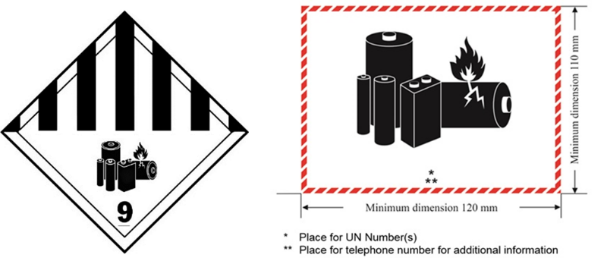 9
*
**
Minimum dimension 120 mm
Minimum dimension 110 mm
* Place for UN Number(s)
** Place for telephone number for additional information